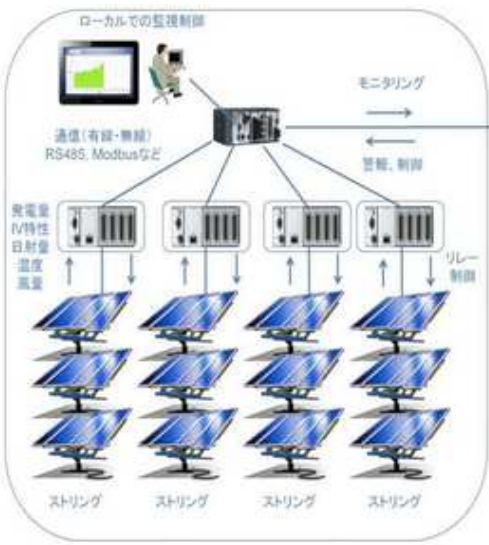 ローカルでの監視制御
モニタリング
通信(有線・無線)
RS485, Modbusなど
警報、制御
発電量
IV特性
日射量
温度
風量
リレー
制御
ストリング
ストリング
ストリング
ストリング